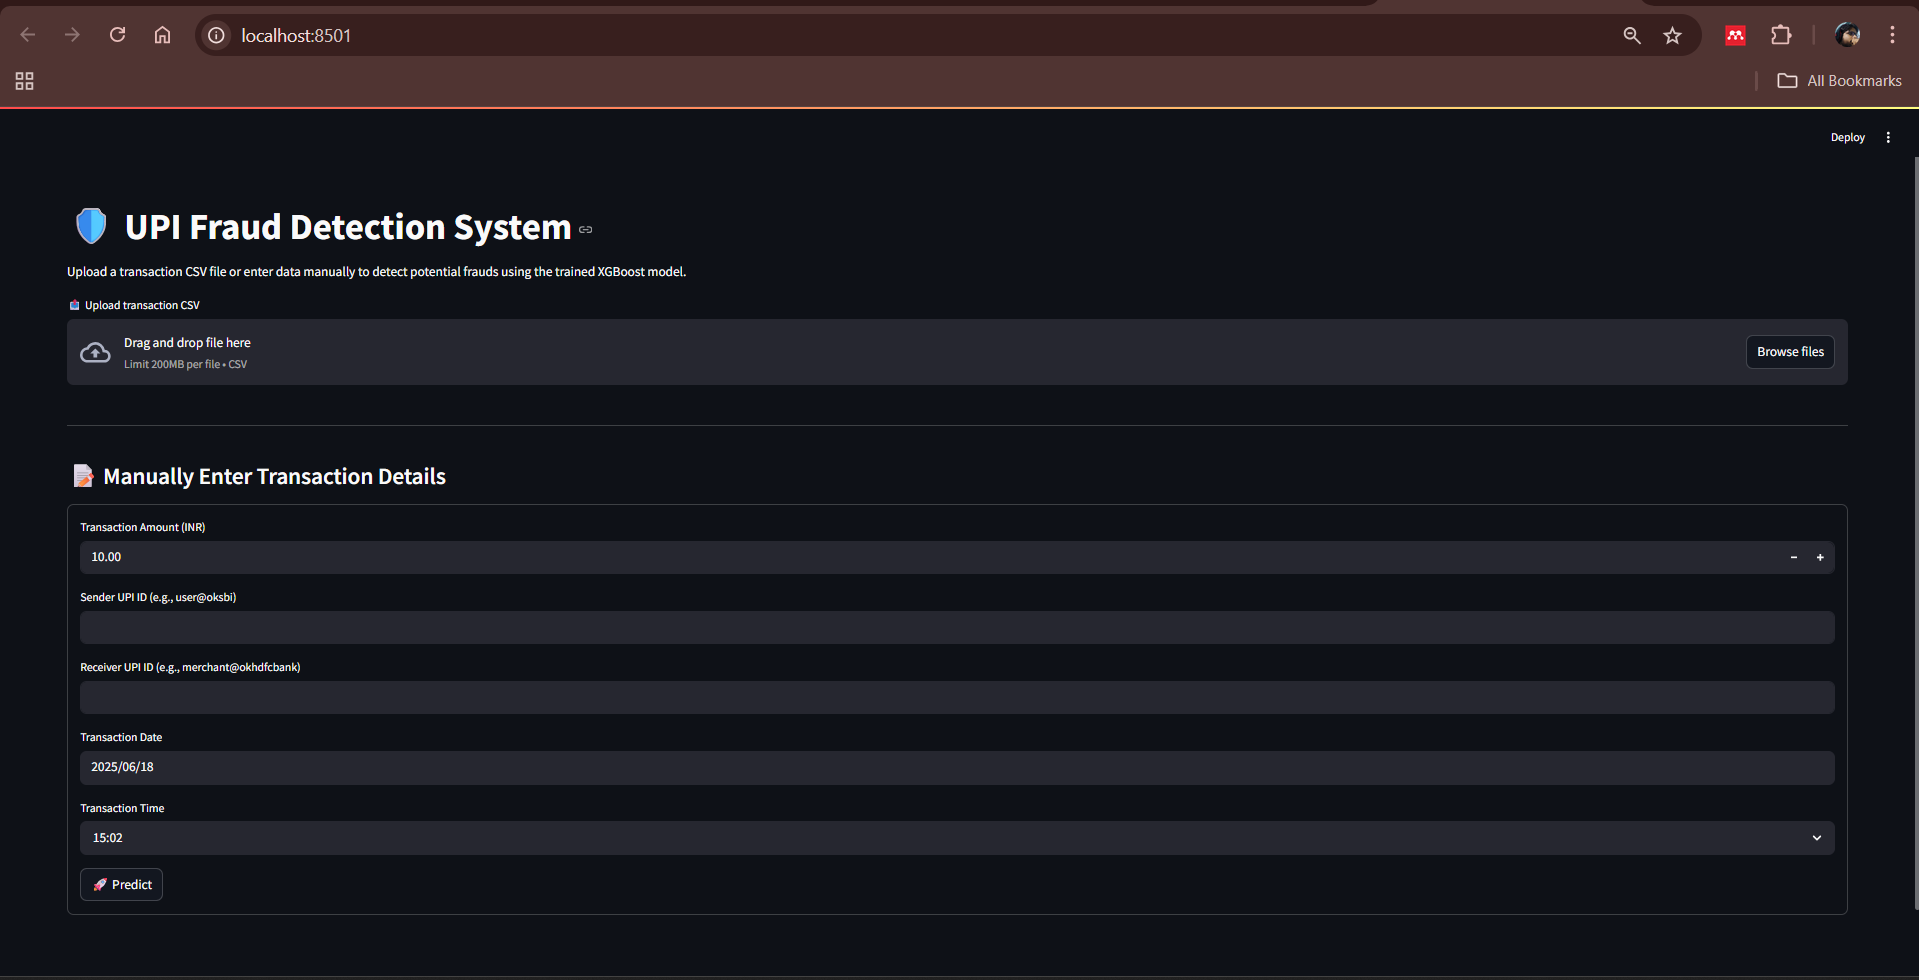 localhost:8501
All Bookmarks
Deploy
UPI Fraud Detection System
Upload a transaction CSV file or enter data manually to detect potential frauds using the trained XGBoost model.
Upload transaction CSV
Drag and drop file here
Limit 200MB per file • CSV
Browse files
Manually Enter Transaction Details
Transaction Amount (INR)
10.00
Sender UPI ID (e.g., user@oksbi)
Receiver UPI ID (e.g., merchant@okhdfcbank)
Transaction Date
2025/06/18
Transaction Time
15:02
Predict